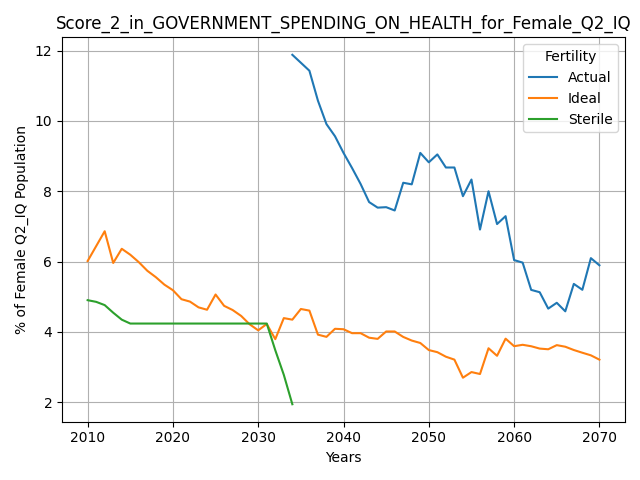 Score_2_in_GOVERNMENT_SPENDING_ON_HEALTH_for_Female_Q2_IQ
Fertility
Actual
Ideal
Sterile
% of Female Q2_IQ Population
12
10
8
6
4
2
2010 2020 2030 2040 2050 2060 2070
Years